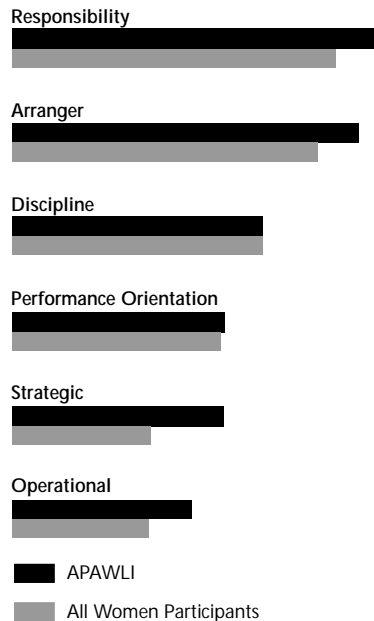 Responsibility
Arranger
Discipline
Performance Orientation
Strategic
Operational
APAWLI
All Women Participants